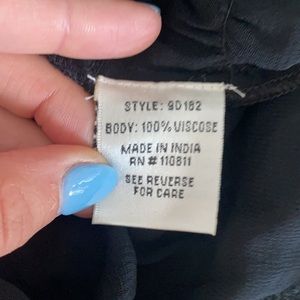 STYLE: 9D182
BODY: 100% VISCOSE
MADE IN INDIA
RN # 110811
SEE REVERSE
FOR CARE